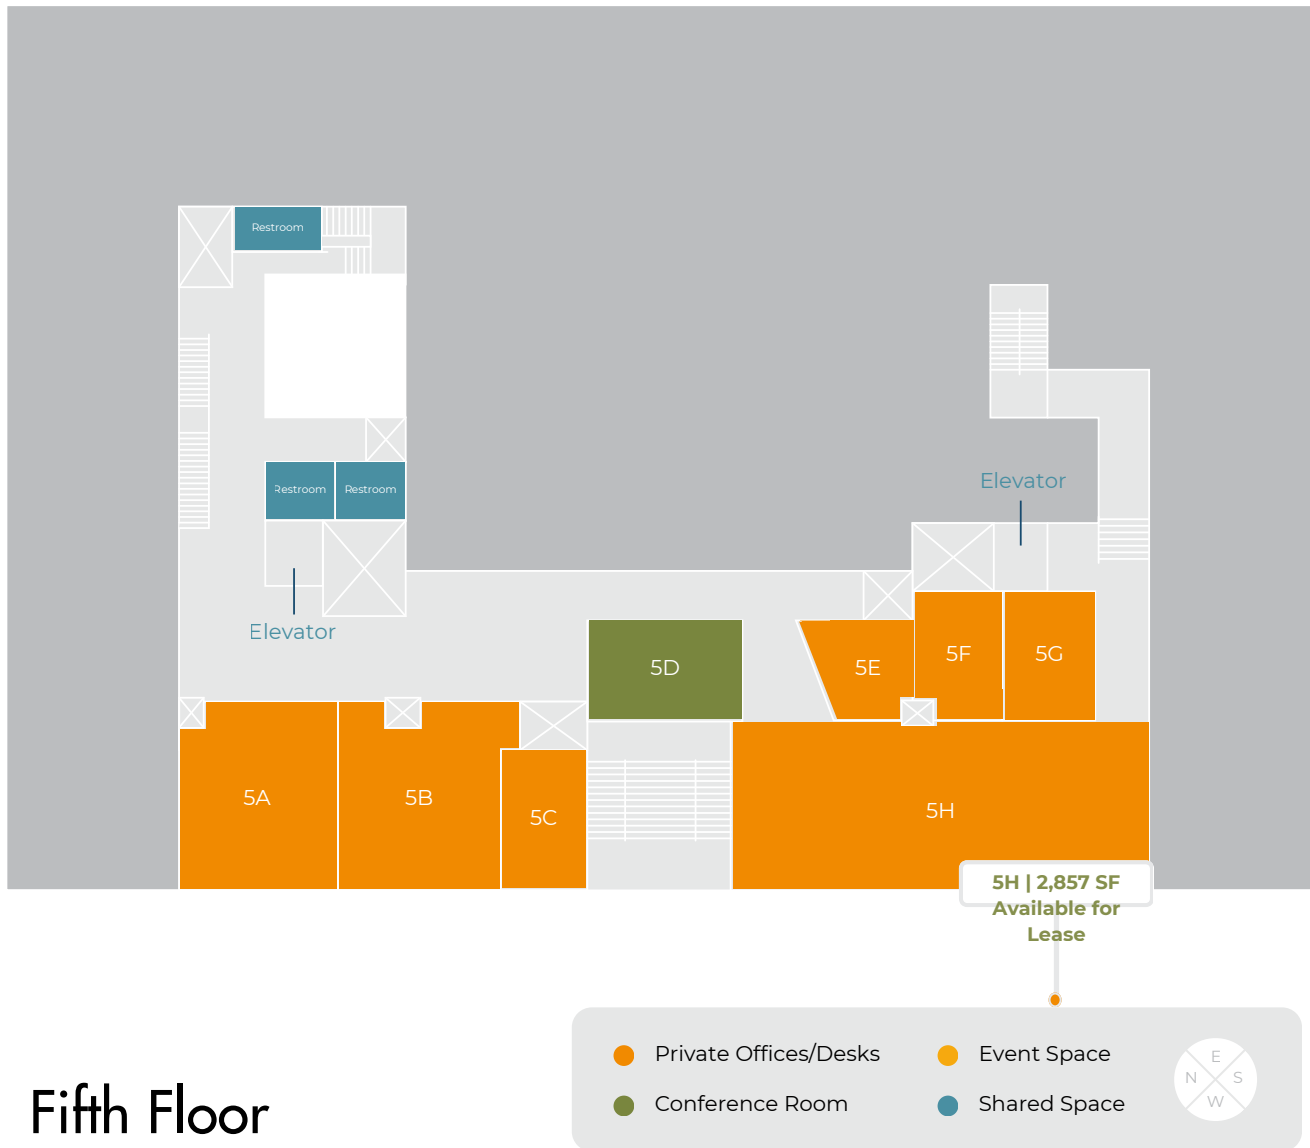 Restroom
Restroom
Restroom
Elevator
Elevator
5A
5B
5C
5D
5E
5F
5G
5H
5H | 2,857 SF
Available for
Lease
Private Offices/Desks
Event Space
Conference Room
Shared Space
E
N
S
W
Fifth Floor